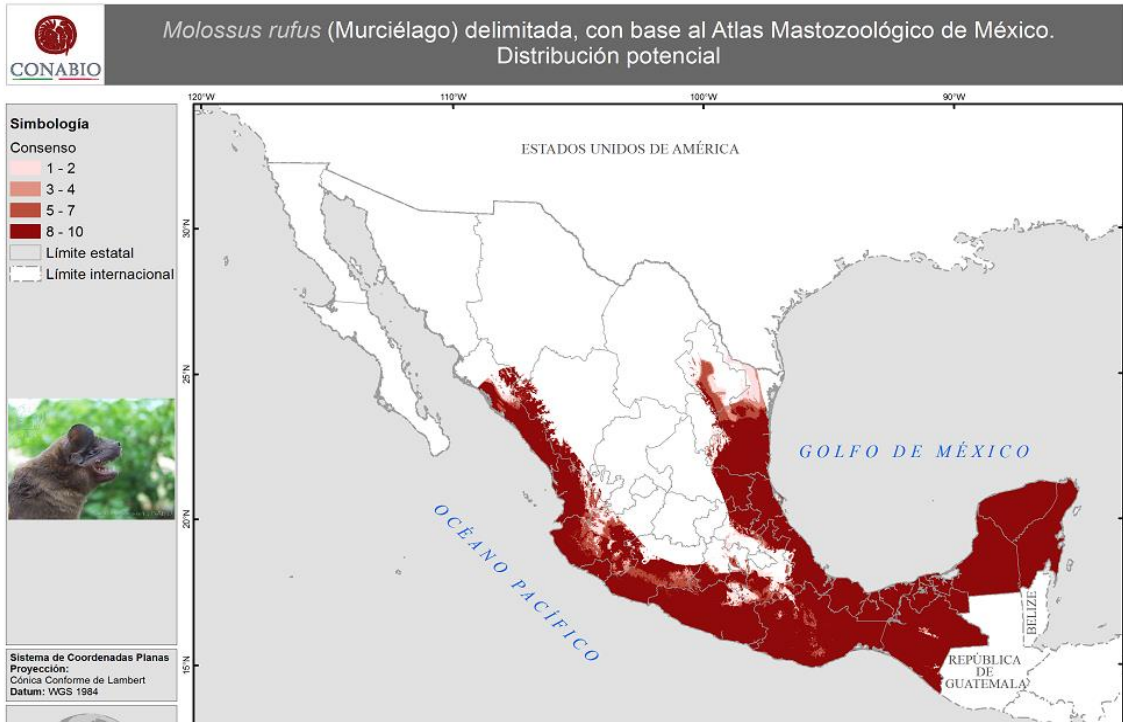 CONABIO
Molossus rufus (Murciélago) delimitada, con base al Atlas Mastozoológico de México.
Distribución potencial
Simbología
Consenso
1 - 2
3 - 4
5 - 7
8 - 10
Límite estatal
Límite internacional
Sistema de Coordenadas Planas
Proyección:
Cónica Conforme de Lambert
Datum: WGS 1984
120°W
110°W
100°W
90°W
30°N
25°N
20°N
15°N
ESTADOS UNIDOS DE AMÉRICA
GOLFO DE MÉXICO
OCÉANO PACÍFICO
BELIZE
REPÚBLICA
DE
GUATEMALA